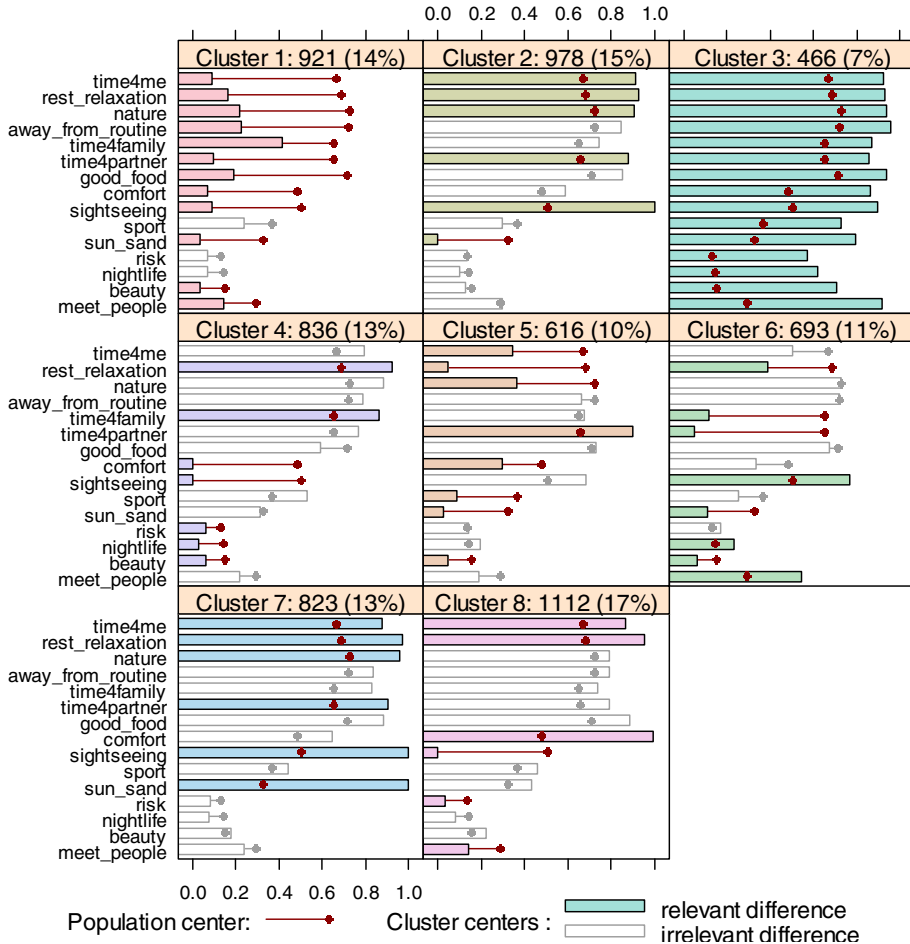 0.0 0.2 0.4 0.6 0.8 1.0
Cluster 1: 921 (14%) Cluster 2: 978 (15%) Cluster 3: 466 (7%)
time4me
rest_relaxation
nature
away_from_routine
time4family
time4partner
good_food
comfort
sightseeing
sport
sun_sand
risk
nightlife
beauty
meet_people
Cluster 4: 836 (13%) Cluster 5: 616 (10%) Cluster 6: 693 (11%)
time4me
rest_relaxation
nature
away_from_routine
time4family
time4partner
good_food
comfort
sightseeing
sport
sun_sand
risk
nightlife
beauty
meet_people
Cluster 7: 823 (13%) Cluster 8: 1112 (17%)
time4me
rest_relaxation
nature
away_from_routine
time4family
time4partner
good_food
comfort
sightseeing
sport
sun_sand
risk
nightlife
beauty
meet_people
0.0 0.2 0.4 0.6 0.8 1.0
Population center: Cluster centers : relevant difference
irrelevant difference